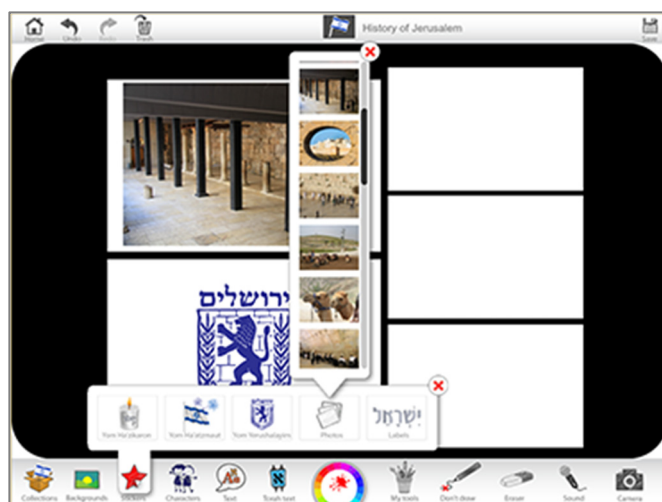 Home
Undo
Redo
Trash
History of Jerusalem
Save
ירושלים
Yom Ha'zikaron
Yom Ha'atzmaut
Yom Yerushalayim
Photos
יִשְׂרָאֵל
Labels
Collections
Backgrounds
Stickers
Characters
Text
Torah text
My tools
Don't draw
Eraser
Sound
Camera